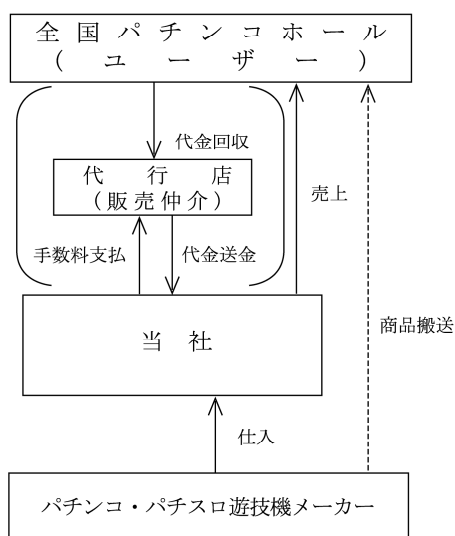 全国パチンコホール
（ユーザー）
代金回収
代行店
（販売仲介）
売上
手数料支払
代金送金
商品搬送
当社
仕入
パチンコ・パチスロ遊技機メーカー